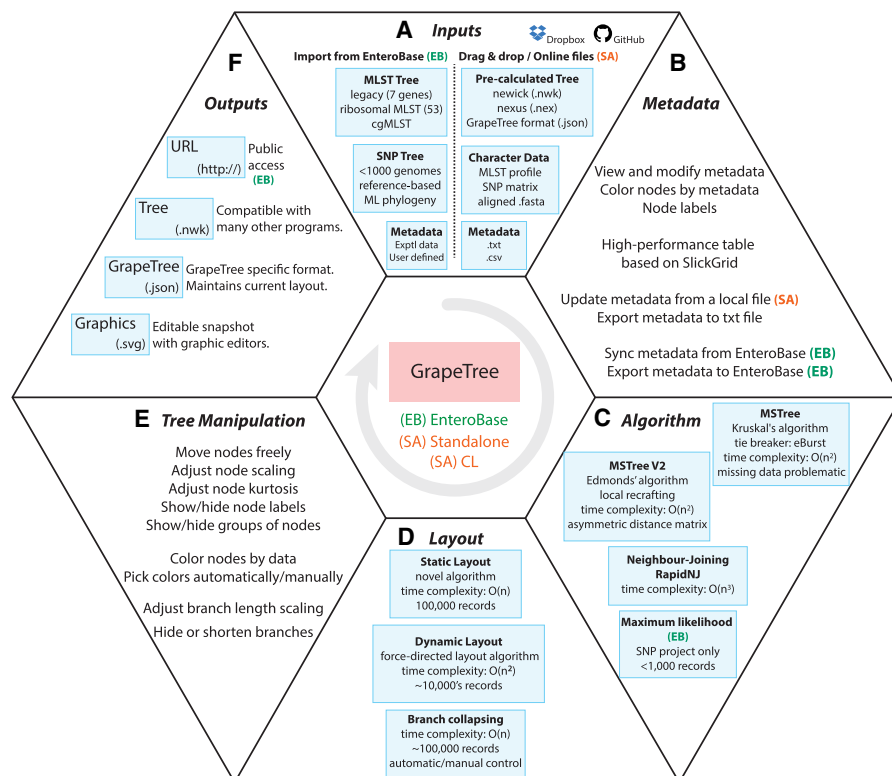 A Inputs
Dropbox
GitHub
Import from EnteroBase (EB)
Drag & drop / Online files (SA)
MLST Tree
legacy (7 genes)
ribosomal MLST (53)
cgMLST
SNP Tree
<1000 genomes
reference-based
ML phylogeny
Metadata
Exptl data
User defined
Pre-calculated Tree
newick (.nwk)
nexus (.nex)
GrapeTree format (.json)
Character Data
MLST profile
SNP matrix
aligned .fasta
Metadata
.txt
.csv
B
Metadata
View and modify metadata
Color nodes by metadata
Node labels
High-performance table
based on SlickGrid
Update metadata from a local file (SA)
Export metadata to txt file
Sync metadata from EnteroBase (EB)
Export metadata to EnteroBase (EB)
C Algorithm
MSTree
Kruskal's algorithm
tie breaker: eBurst
time complexity: O(n²)
missing data problematic
MSTree V2
Edmonds' algorithm
local recrafting
time complexity: O(n²)
asymmetric distance matrix
Neighbour-Joining
RapidNJ
time complexity: O(n³)
Maximum likelihood
(EB)
SNP project only
<1,000 records
D Layout
Static Layout
novel algorithm
time complexity: O(n)
100,000 records
Dynamic Layout
force-directed layout algorithm
time complexity: O(n²)
~10,000's records
Branch collapsing
time complexity: O(n)
~100,000 records
automatic/manual control
E Tree Manipulation
Move nodes freely
Adjust node scaling
Adjust node kurtosis
Show/hide node labels
Show/hide groups of nodes
Color nodes by data
Pick colors automatically/manually
Adjust branch length scaling
Hide or shorten branches
F
Outputs
URL
(http://)
Public
access
(EB)
Tree
(.nwk)
Compatible with
many other programs.
GrapeTree
(.json)
GrapeTree specific format.
Maintains current layout.
Graphics
(.svg)
Editable snapshot
with graphic editors.
GrapeTree
(EB) EnteroBase
(SA) Standalone
(SA) CL